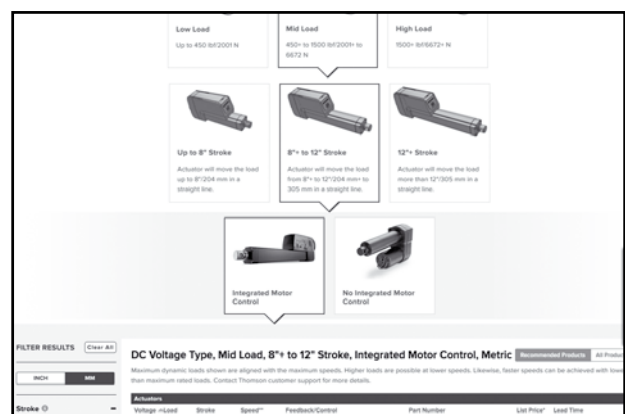 Low Load
Mid Load
High Load
Up to 450 lbf/2001 N
450+ to 1500 lbf/2001+ to
6672 N
1500+ lbf/6672+ N
Up to 8" Stroke
Actuator will move the load
up to 8"/204 mm in a
straight line.
8"+ to 12" Stroke
Actuator will move the load
from 8"+ to 12"/204 mm+ to
305 mm in a straight line.
12"+ Stroke
Actuator will move the load
more than 12"/305 mm in a
straight line.
Integrated Motor
Control
No Integrated Motor
Control
FILTER RESULTS
Clear All
INCH
MM
Stroke
DC Voltage Type, Mid Load, 8"+ to 12" Stroke, Integrated Motor Control, Metric
Recommended Products
All Produc
Maximum dynamic loads shown are aligned with the maximum speeds. Higher loads are possible at lower speeds. Likewise, faster speeds can be achieved with lowe
than maximum rated loads. Contact Thomson customer support for more details.
Actuators
Voltage Load Stroke Speed** Feedback/Control Part Number List Price* Lead Time